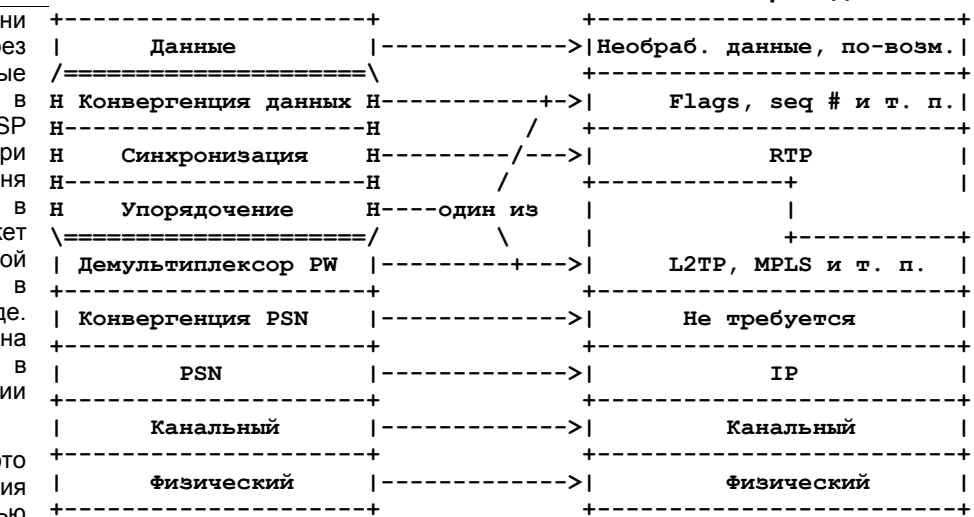 Данные Необраб. данные, по-возм.
Конвергенция данных Flags, seq # и т. п.
Синхронизация RTP
Упорядочение один из
Демультиплексор PW L2TP, MPLS и т. п.
Конвергенция PSN Не требуется
PSN IP
Канальный Канальный
Физический Физический